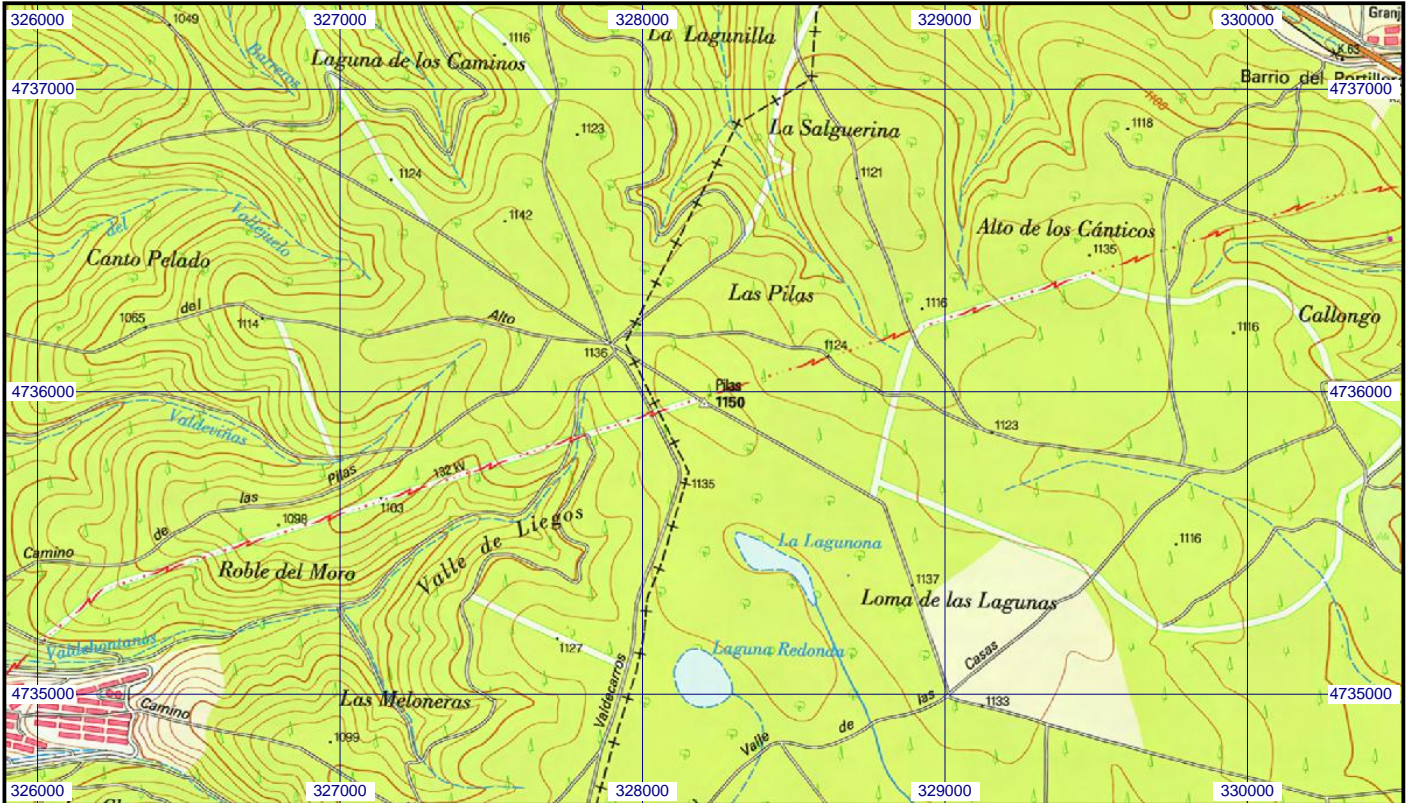 326000 327000 328000 329000 330000
1049
Granj
1116
La Lagunilla
K.63
Barreros
Laguna de los Caminos
Barrio del Portiller
4737000 4737000
1100
1123
La Salguerina
1118
1124
1121
del Valdejuelo
1142
Alto de los Cánticos
1135
Canto Pelado
Las Pilas
1065
del
1114
Alto
1116
Callongo
1116
1136
1124
4736000 4736000
Pilas
1150
Valdeviñas
1123
132 kV
Pilas
1135
las
1103
1098
de
Camino
Valle de Liegos
La Lagunona
1116
Roble del Moro
1137
Loma de las Lagunas
Valdehontanas
1127
Laguna Redonda
Casas
Valdecarros
4735000 4735000
las
Camino
Las Meloneras
1133
de
1099
Valle
326000 327000 328000 329000 330000